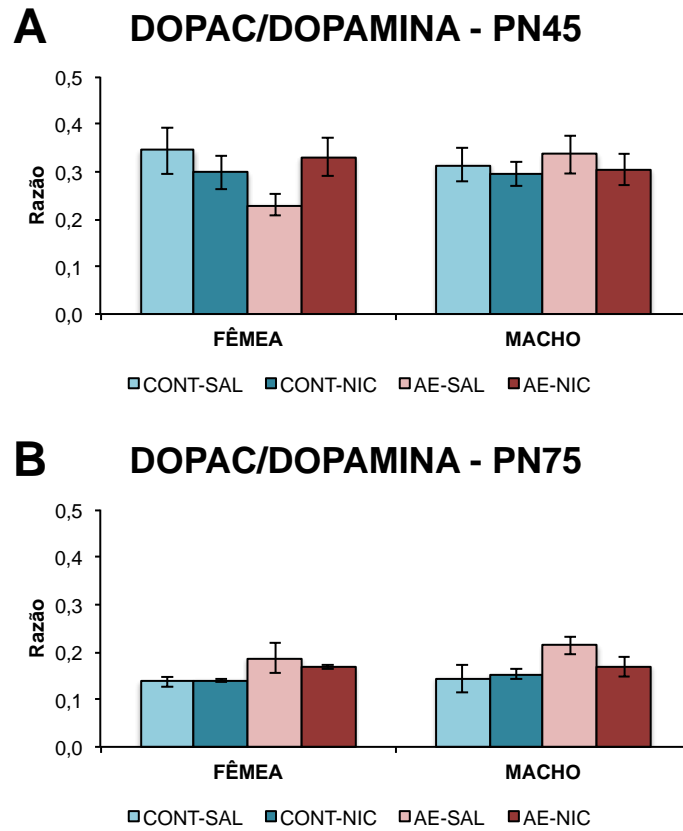 A DOPAC/DOPAMINA - PN45
0,5
0,4
0,3
0,2
0,1
0,0
Razão
FÊMEA MACHO
CONT-SAL CONT-NIC AE-SAL AE-NIC
B DOPAC/DOPAMINA - PN75
0,5
0,4
0,3
0,2
0,1
0,0
Razão
FÊMEA MACHO
CONT-SAL CONT-NIC AE-SAL AE-NIC